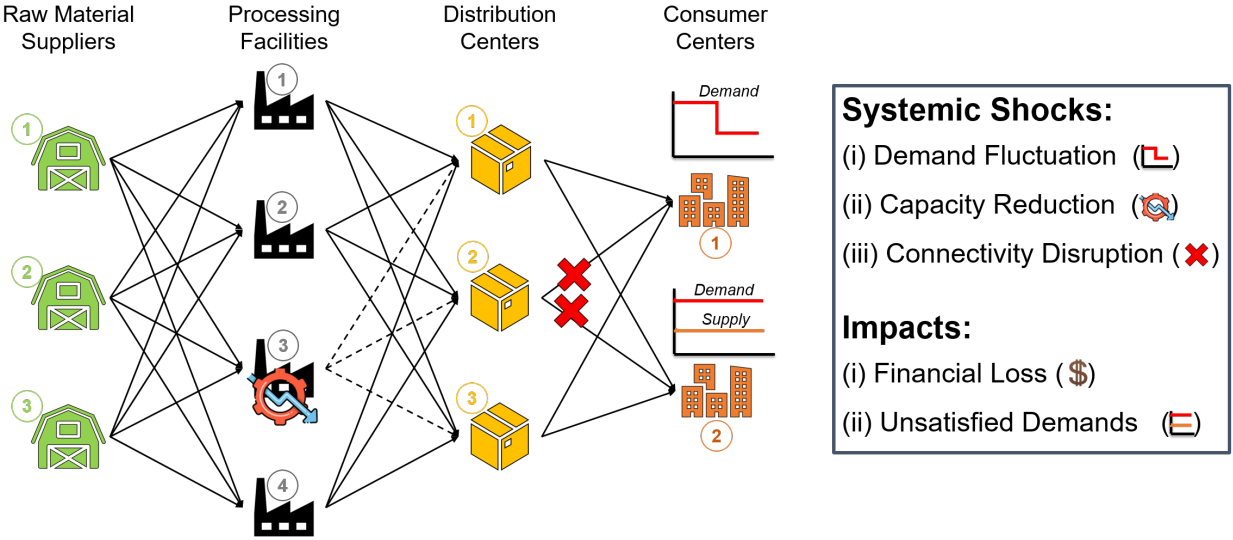 Raw Material
Suppliers
Processing
Facilities
Distribution
Centers
Consumer
Centers
1
2
3
1
2
3
4
1
2
3
Demand
1
Demand
Supply
2
Systemic Shocks:
(i) Demand Fluctuation ( )
(ii) Capacity Reduction ( )
(iii) Connectivity Disruption ( )
Impacts:
(i) Financial Loss ( $ )
(ii) Unsatisfied Demands ( )